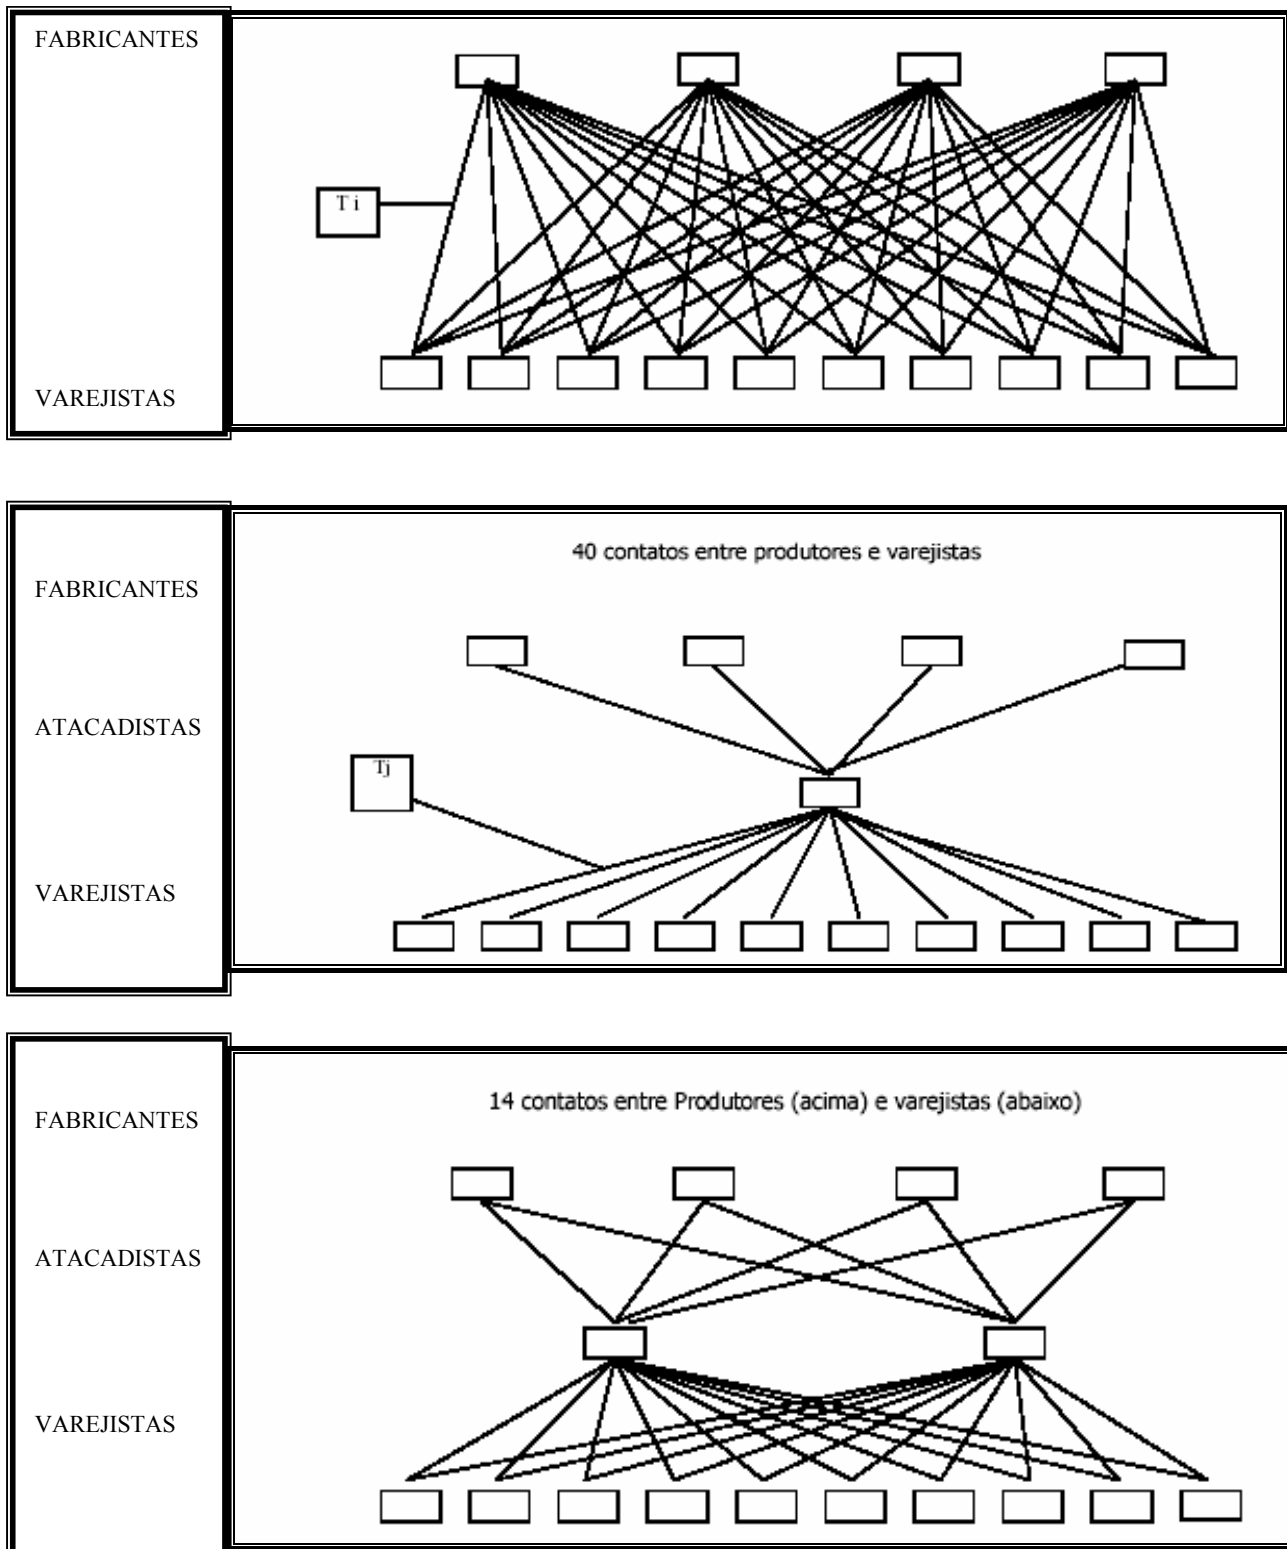 FABRICANTES
T i
VAREJISTAS
40 contatos entre produtores e varejistas
FABRICANTES
ATACADISTAS
Tj
VAREJISTAS
14 contatos entre Produtores (acima) e varejistas (abaixo)
FABRICANTES
ATACADISTAS
VAREJISTAS